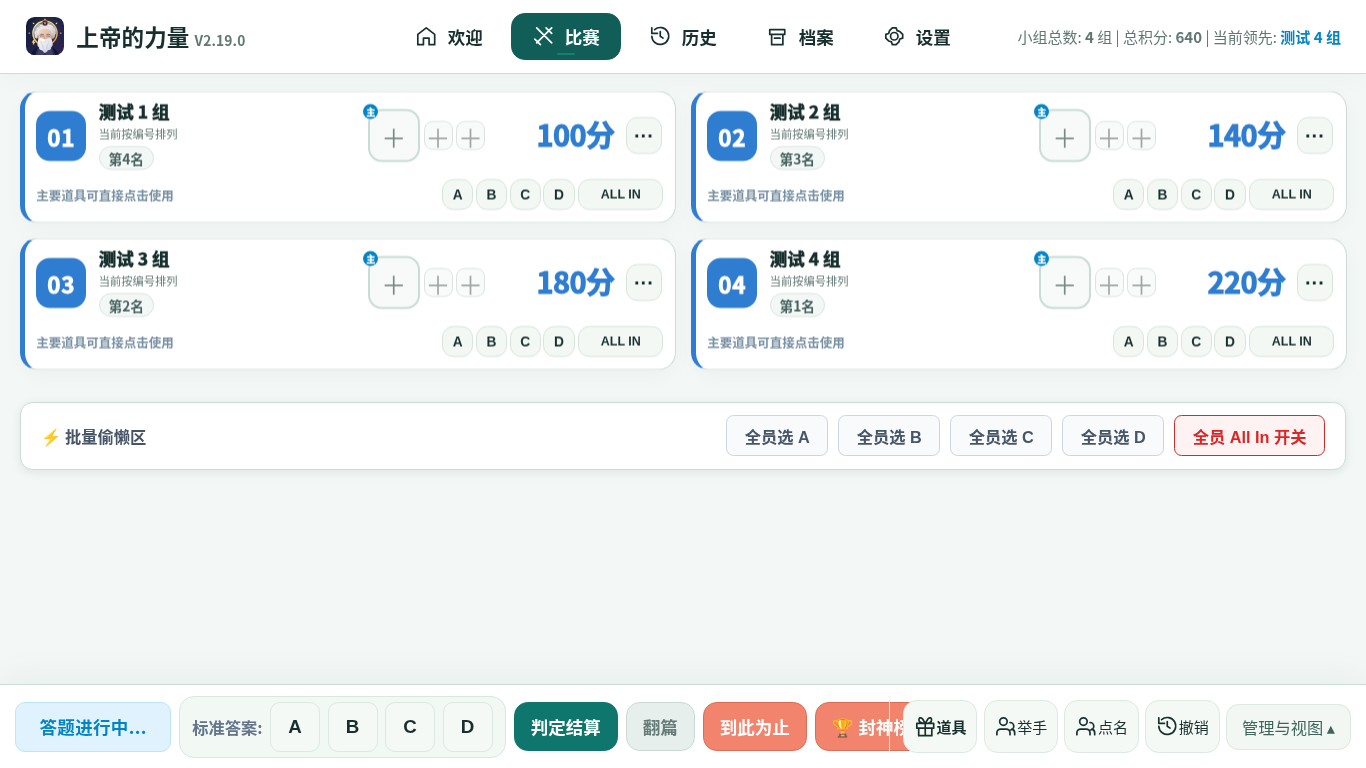 上帝的力量 V2.19.0
欢迎
比赛
历史
档案
设置
小组总数: 4 组 | 总积分: 640 | 当前领先: 测试 4 组
01
测试 1 组
当前按编号排列
第4名
主
100分
...
主要道具可直接点击使用
A B C D ALL IN
02
测试 2 组
当前按编号排列
第3名
主
140分
...
主要道具可直接点击使用
A B C D ALL IN
03
测试 3 组
当前按编号排列
第2名
主
180分
...
主要道具可直接点击使用
A B C D ALL IN
04
测试 4 组
当前按编号排列
第1名
主
220分
...
主要道具可直接点击使用
A B C D ALL IN
⚡ 批量偷懒区
全员选 A
全员选 B
全员选 C
全员选 D
全员 All In 开关
答题进行中...
标准答案: A B C D
判定结算
翻篇
到此为止
🏆 封神榜
道具
举手
点名
撤销
管理与视图 ▴